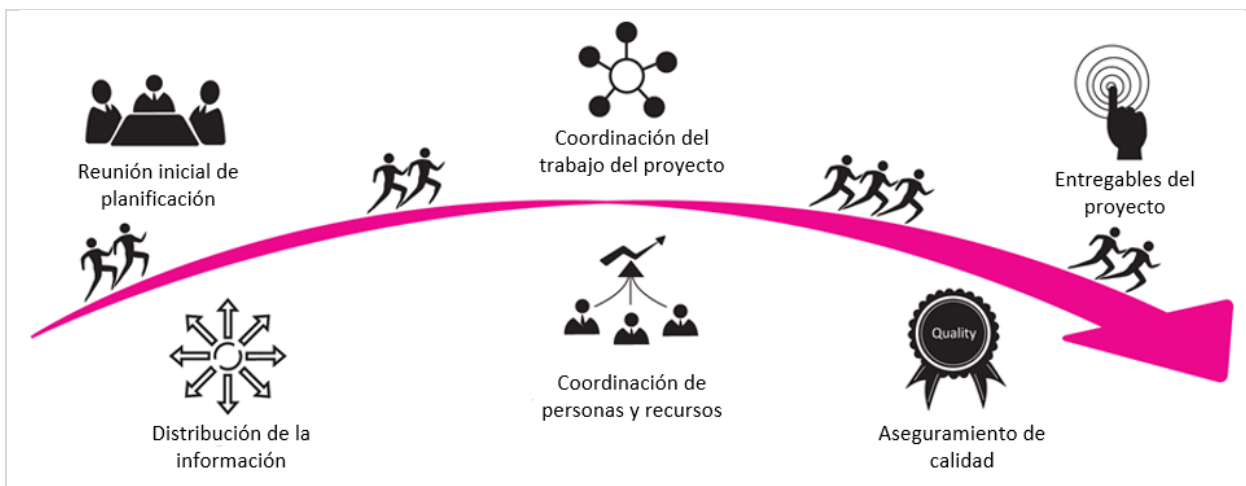 Reunión inicial de
planificación
Distribución de la
información
Coordinación del
trabajo del proyecto
Coordinación de
personas y recursos
Quality
Aseguramiento de
calidad
Entregables del
proyecto